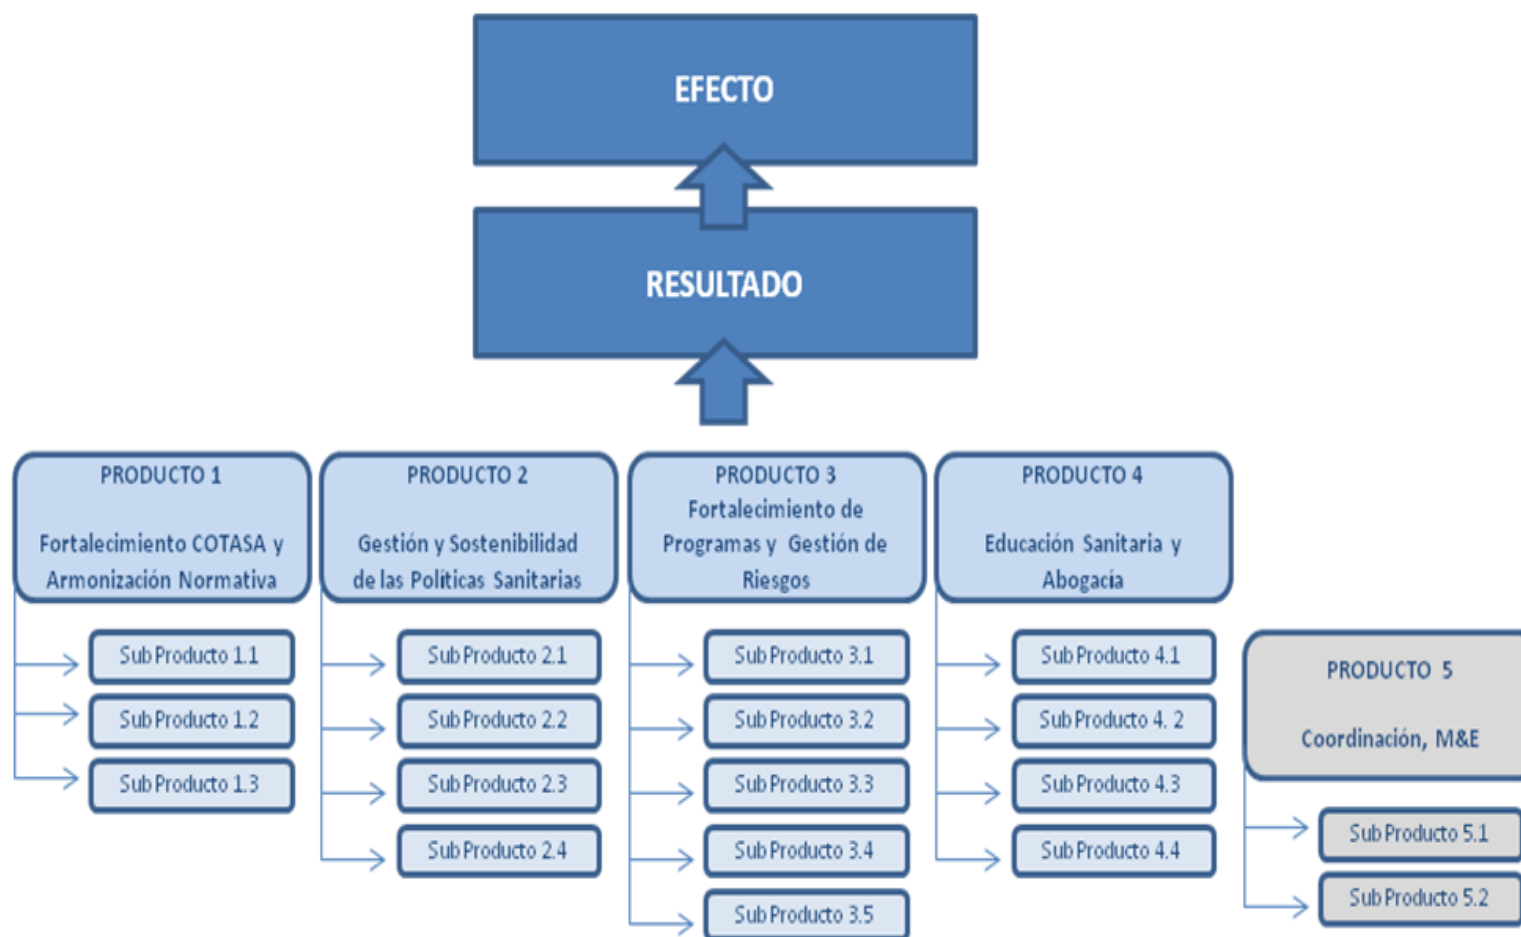 EFECTO
RESULTADO
PRODUCTO 1
Fortalecimiento COTASA y
Armonización Normativa
Sub Producto 1.1
Sub Producto 1.2
Sub Producto 1.3
PRODUCTO 2
Gestión y Sostenibilidad
de las Políticas Sanitarias
Sub Producto 2.1
Sub Producto 2.2
Sub Producto 2.3
Sub Producto 2.4
PRODUCTO 3
Fortalecimiento de
Programas y Gestión de
Riesgos
Sub Producto 3.1
Sub Producto 3.2
Sub Producto 3.3
Sub Producto 3.4
Sub Producto 3.5
PRODUCTO 4
Educación Sanitaria y
Abogacía
Sub Producto 4.1
Sub Producto 4. 2
Sub Producto 4.3
Sub Producto 4.4
PRODUCTO 5
Coordinación, M&E
Sub Producto 5.1
Sub Producto 5.2